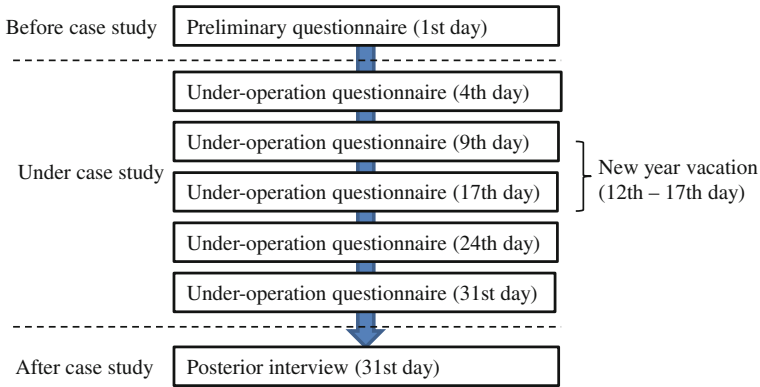 Before case study
Preliminary questionnaire (1st day)
Under-operation questionnaire (4th day)
Under-operation questionnaire (9th day)
Under case study
Under-operation questionnaire (17th day)
New year vacation
(12th – 17th day)
Under-operation questionnaire (24th day)
Under-operation questionnaire (31st day)
After case study
Posterior interview (31st day)